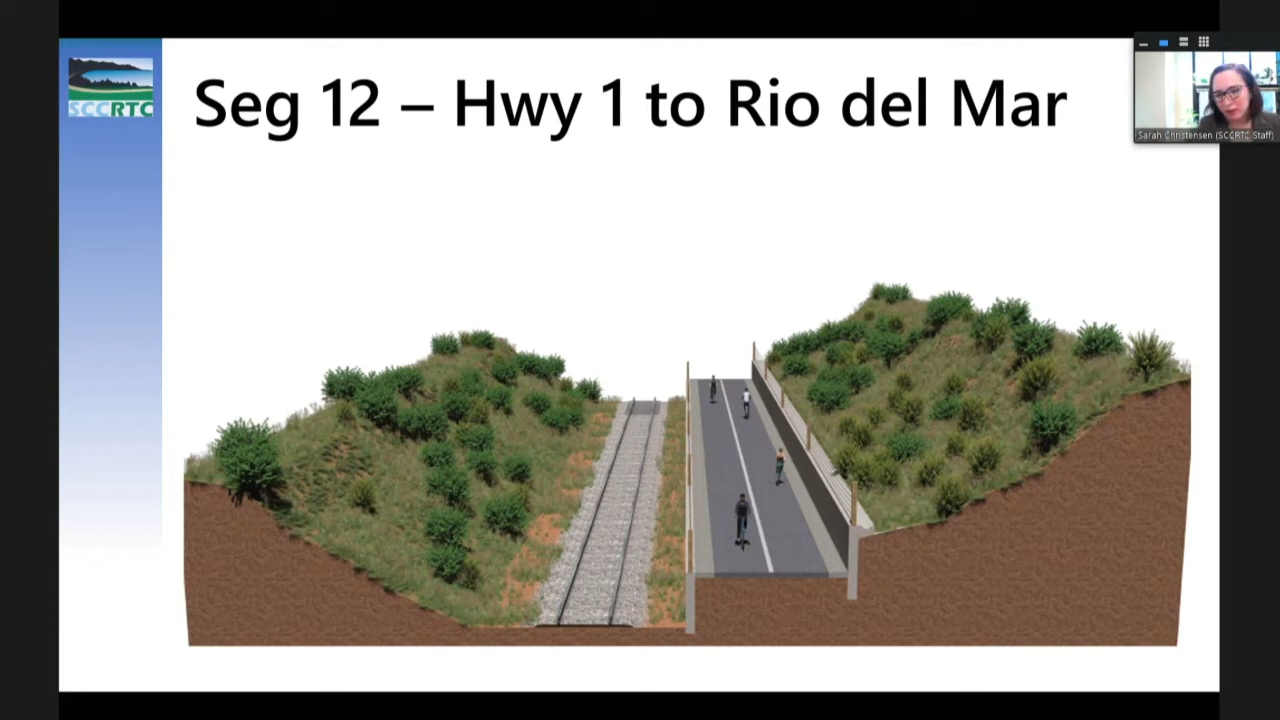 SCCRTC
Seg 12 – Hwy 1 to Rio del Mar
Sarah Christensen (SCCRTC Staff)